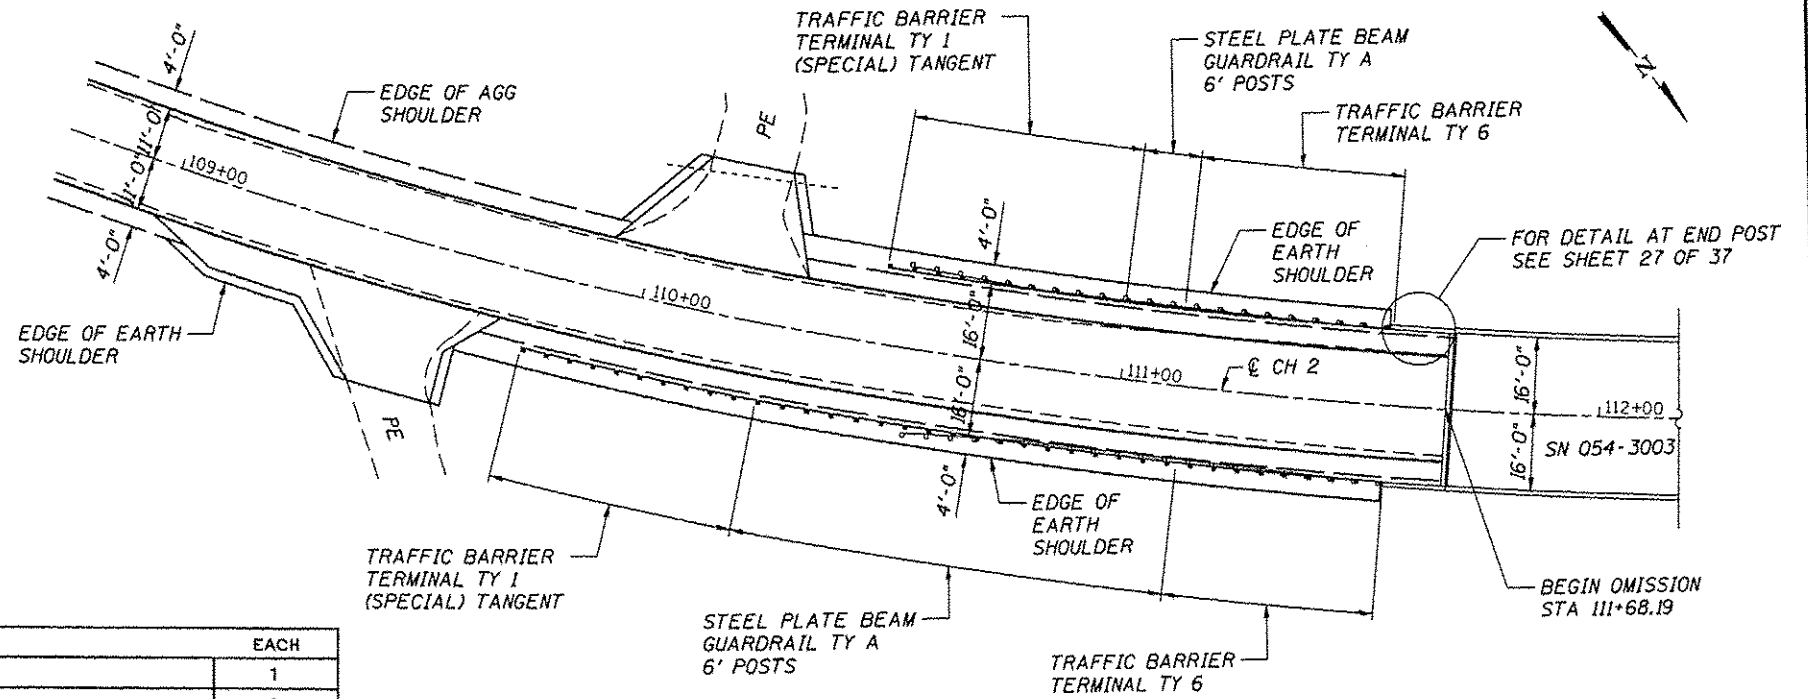 TRAFFIC BARRIER
TERMINAL TY 1
(SPECIAL) TANGENT
STEEL PLATE BEAM
GUARDRAIL TY A
6' POSTS
TRAFFIC BARRIER
TERMINAL TY 6
N
4'-0"
EDGE OF AGG
SHOULDER
PE
11'-0"
11'-0"
109+00
4'-0"
EDGE OF EARTH
SHOULDER
4'-0"
EDGE OF
EARTH
SHOULDER
FOR DETAIL AT END POST
SEE SHEET 27 OF 37
110+00
16'-0"
16'-0"
111+00
℄ CH 2
16'-0"
16'-0"
112+00
SN 054-3003
PE
4'-0"
EDGE OF
EARTH
SHOULDER
BEGIN OMISSION
STA 111+68.19
TRAFFIC BARRIER
TERMINAL TY 1
(SPECIAL) TANGENT
STEEL PLATE BEAM
GUARDRAIL TY A
6' POSTS
TRAFFIC BARRIER
TERMINAL TY 6
EACH
1